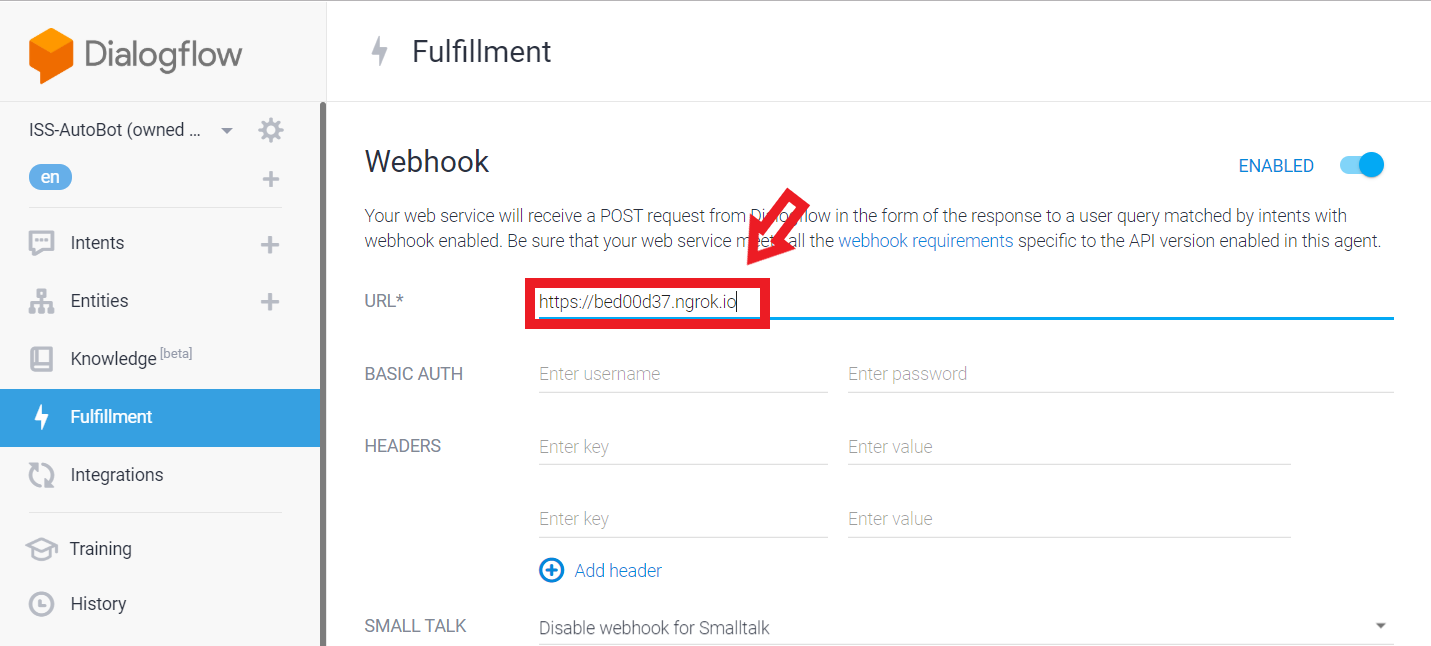 Dialogflow
Fulfillment
ISS-AutoBot (owned ...
en
Intents
Entities
Knowledge [beta]
Fulfillment
Integrations
Training
History
Webhook
ENABLED
Your web service will receive a POST request from Dialogflow in the form of the response to a user query matched by intents with
webhook enabled. Be sure that your web service meets all the webhook requirements specific to the API version enabled in this agent.
URL*
https://bed00d37.ngrok.io
BASIC AUTH
Enter username
Enter password
HEADERS
Enter key
Enter value
Enter key
Enter value
Add header
SMALL TALK
Disable webhook for Smalltalk